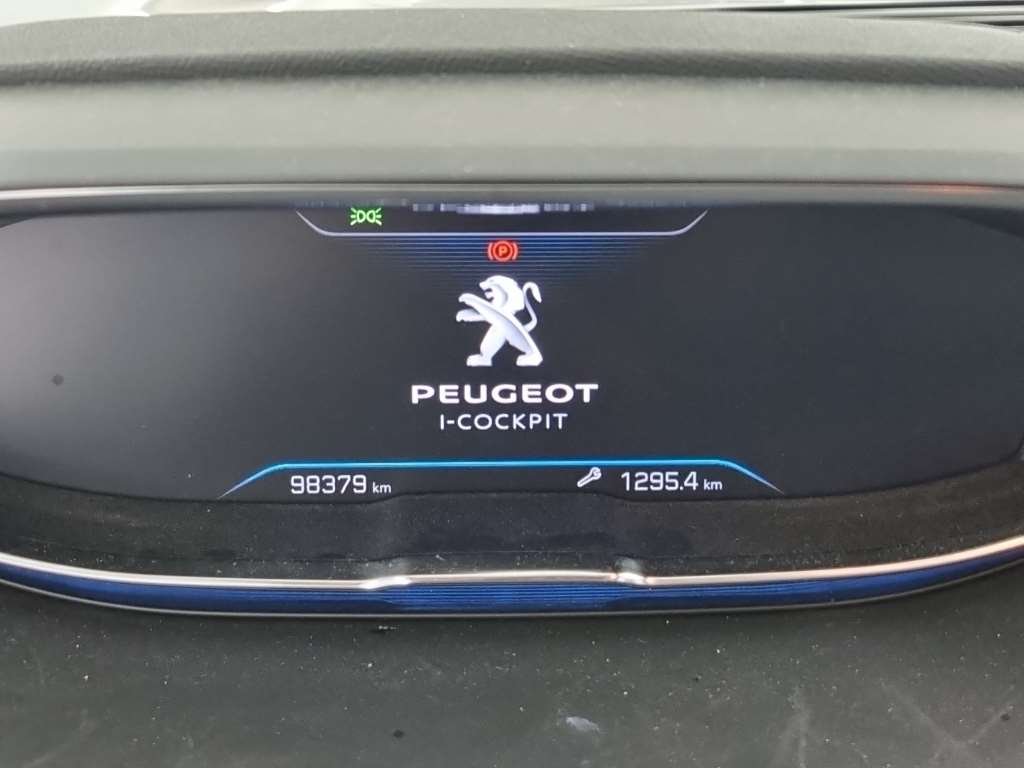 P
PEUGEOT
I-COCKPIT
98379 km 1295.4 km